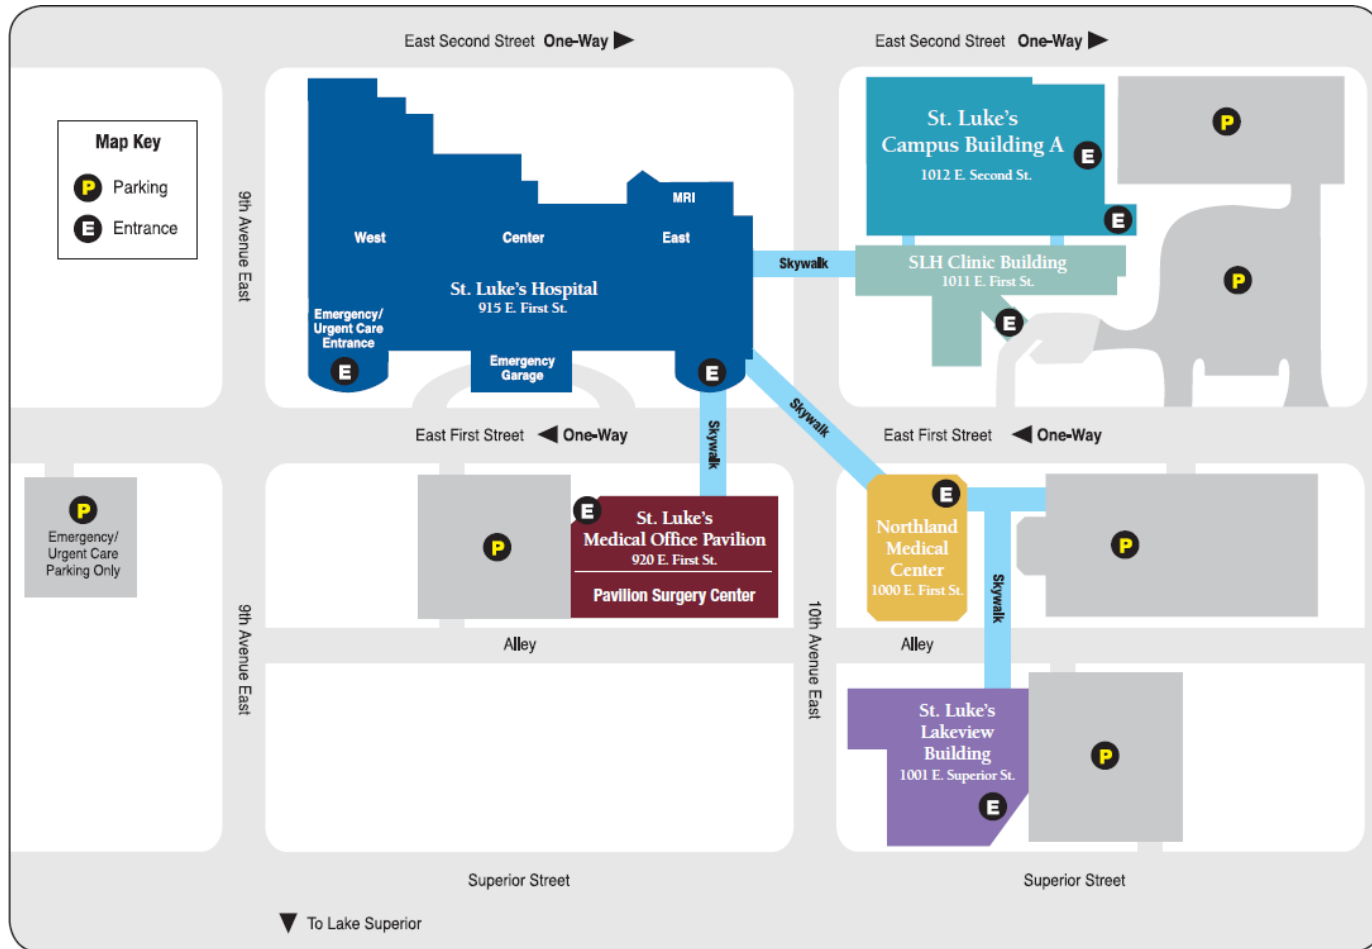 East Second Street One-Way
East Second Street One-Way
Map Key
P Parking
E Entrance
9th Avenue East
West
Center
East
MRI
St. Luke's Hospital
915 E. First St.
Emergency/
Urgent Care
Entrance
E
Emergency
Garage
E
Skywalk
St. Luke's
Campus Building A
1012 E. Second St.
E
E
P
SLH Clinic Building
1011 E. First St.
E
P
Skywalk
Skywalk
East First Street One-Way
East First Street One-Way
P
Emergency/
Urgent Care
Parking Only
P
E
St. Luke's
Medical Office Pavilion
920 E. First St.
Pavilion Surgery Center
E
Northland
Medical
Center
1000 E. First St.
P
Skywalk
9th Avenue East
Alley
10th Avenue East
Alley
St. Luke's
Lakeview
Building
1001 E. Superior St.
E
P
Superior Street
Superior Street
To Lake Superior